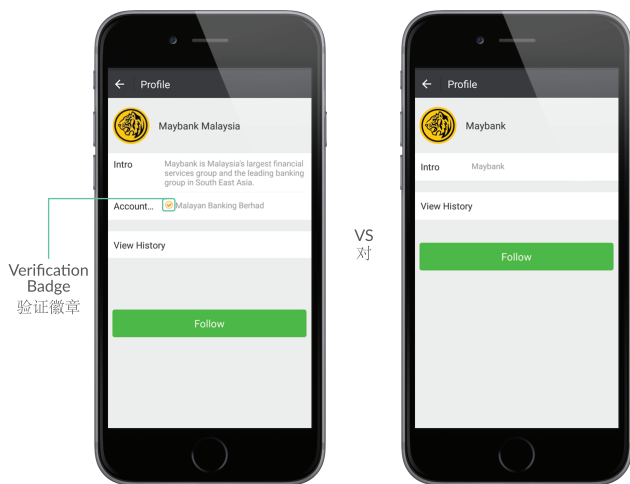 Profile
Maybank Malaysia
Intro
Maybank is Malaysia's largest financial
services group and the leading banking
group in South East Asia.
Account...
Malayan Banking Berhad
View History
Follow
Verification
Badge
验证徽章
VS
对
Profile
Maybank
Intro
Maybank
View History
Follow